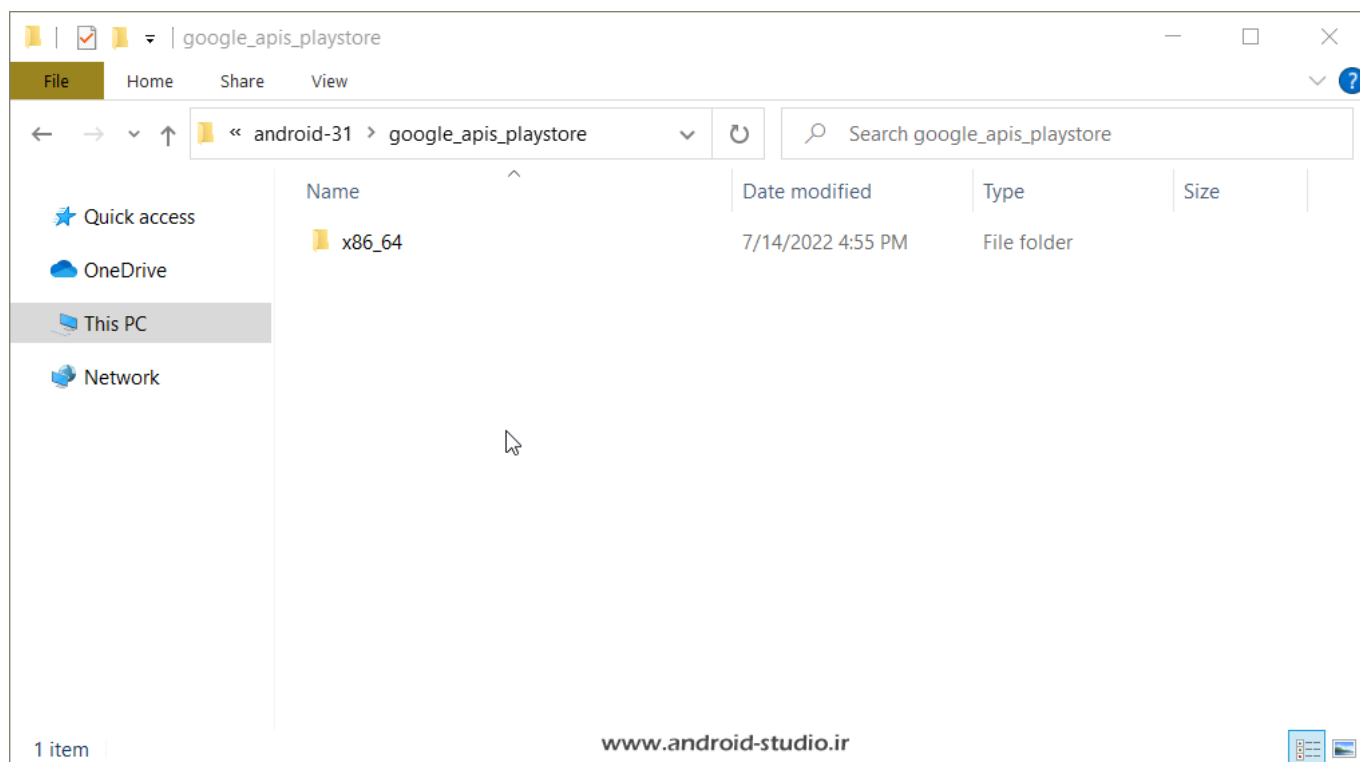 google_apis_playstore
File Home Share View ?
« android-31 > google_apis_playstore Search google_apis_playstore
Name Date modified Type Size
Quick access
x86_64 7/14/2022 4:55 PM File folder
OneDrive
This PC
Network
www.android-studio.ir
1 item